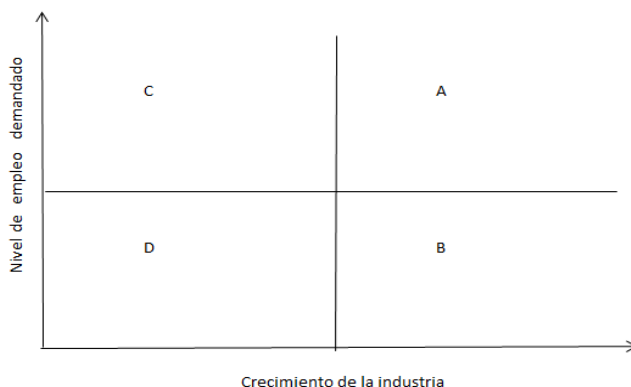 Nivel de empleo demandado
C
A
D
B
Crecimiento de la industria